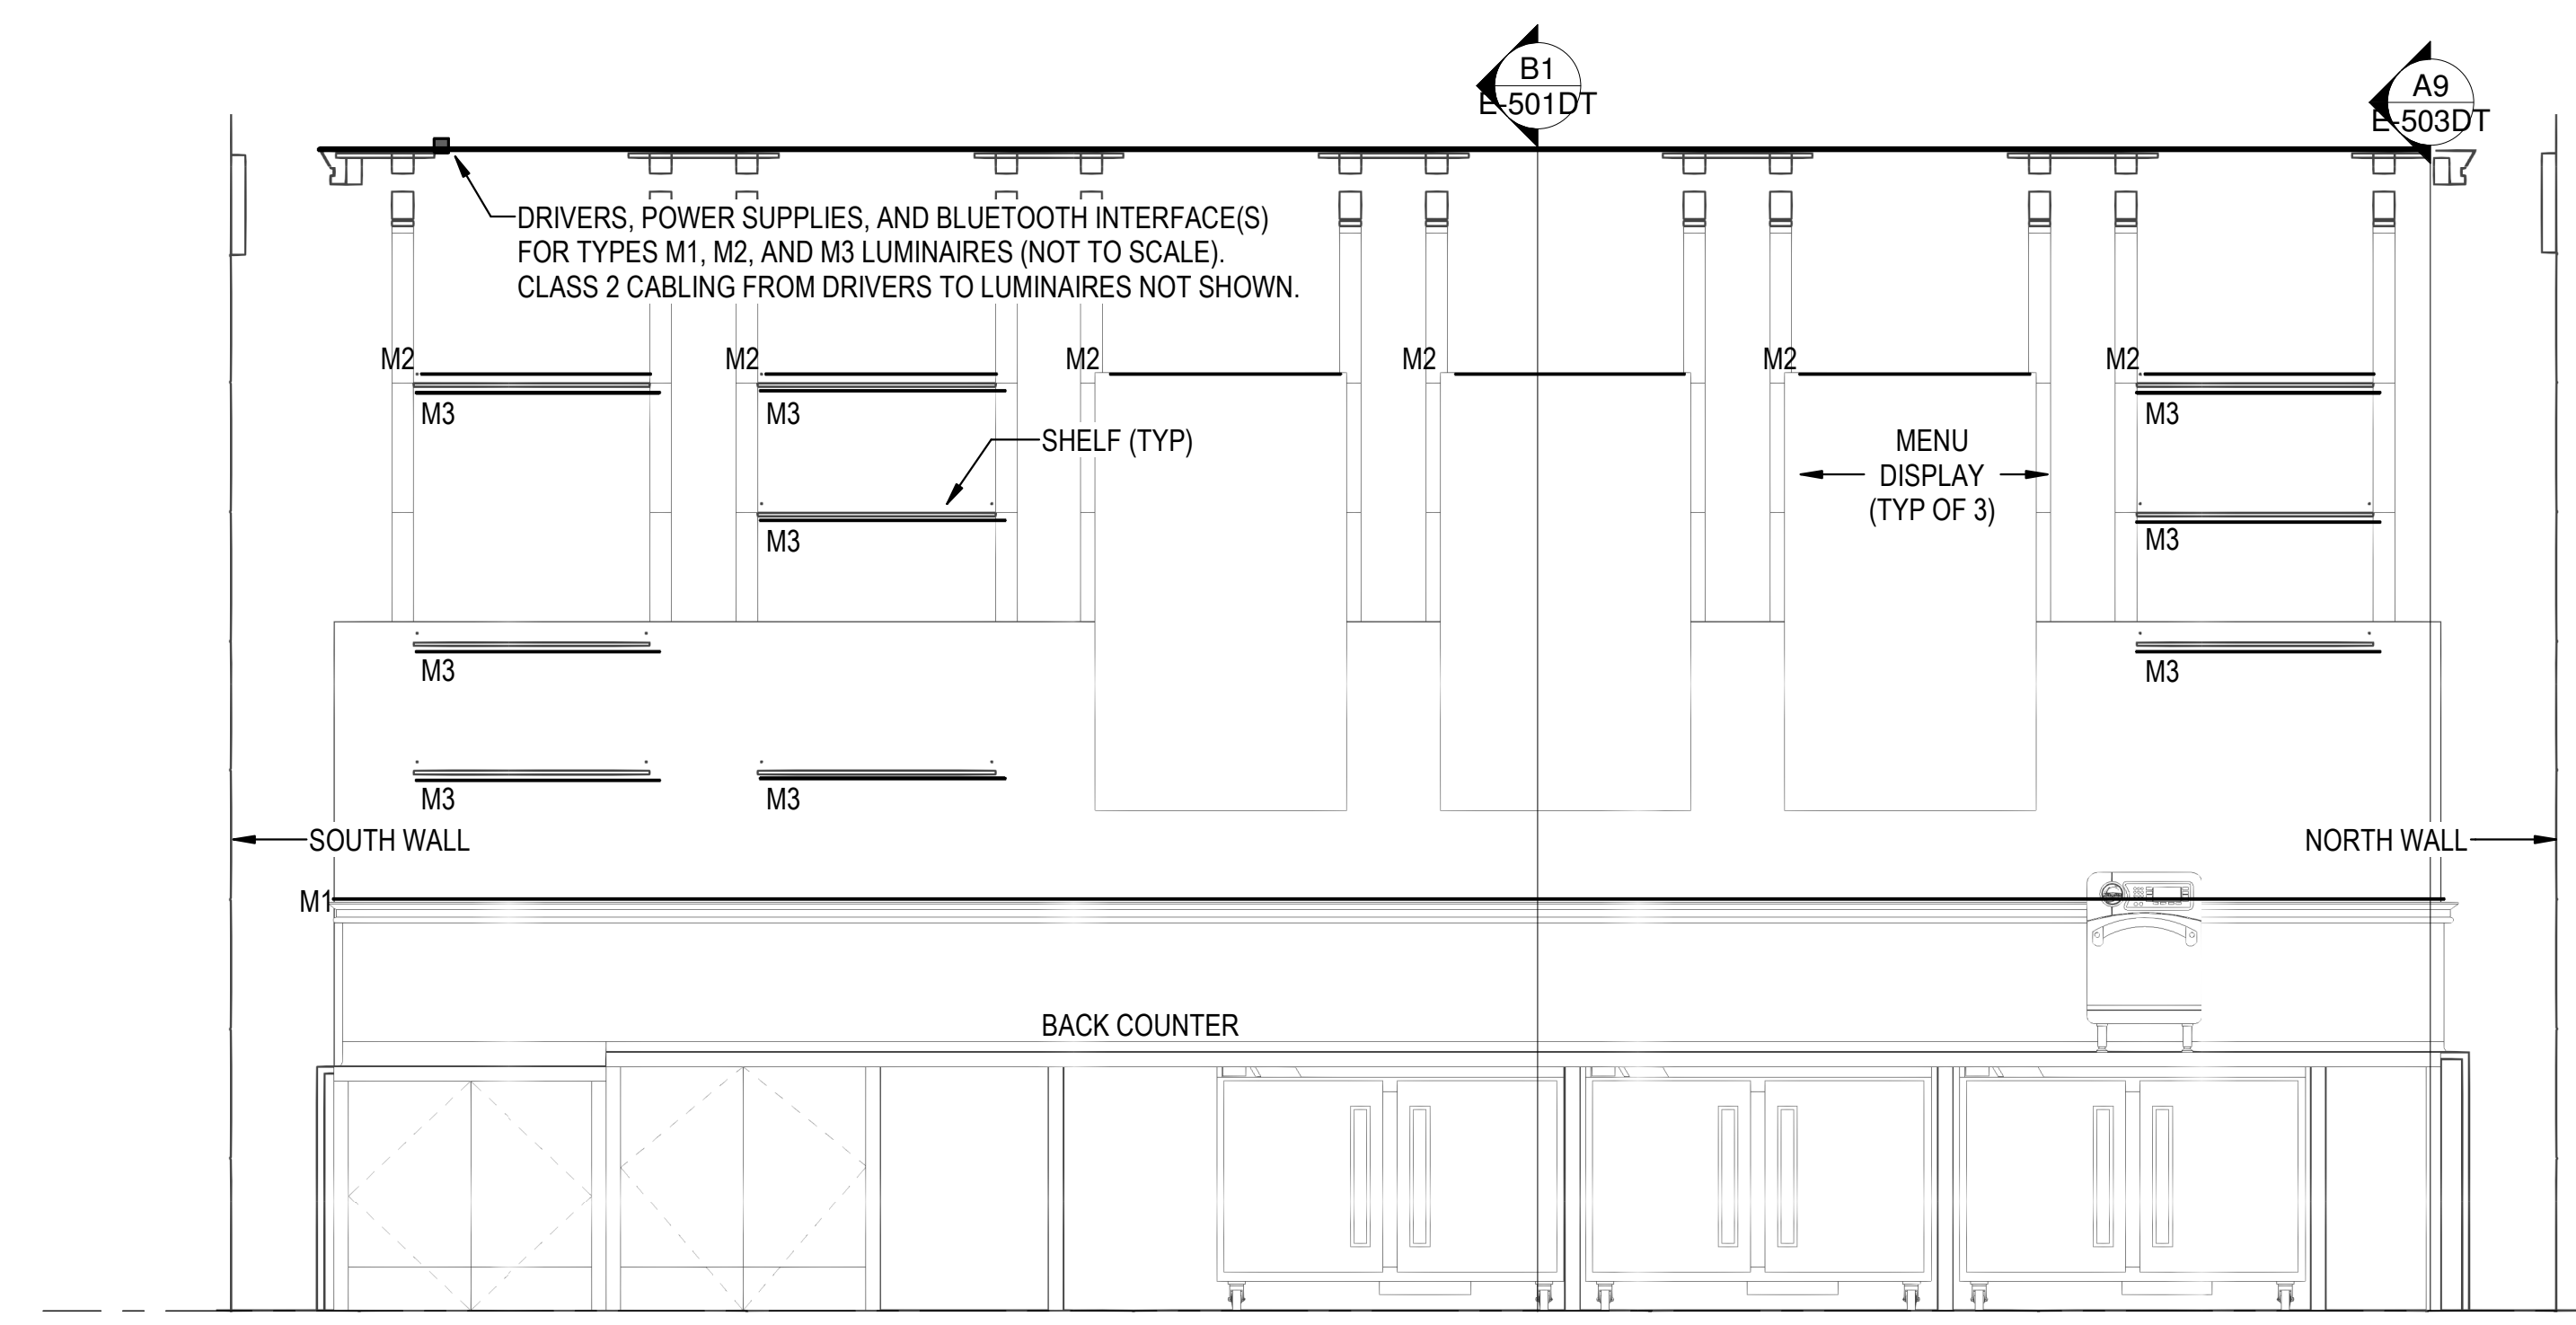 B1
E-501DT
A9
E-503DT
DRIVERS, POWER SUPPLIES, AND BLUETOOTH INTERFACE(S)
FOR TYPES M1, M2, AND M3 LUMINAIRES (NOT TO SCALE).
CLASS 2 CABLING FROM DRIVERS TO LUMINAIRES NOT SHOWN.
M2
M2
M2
M2
M2
M2
M3
M3
M3
SHELF (TYP)
MENU
DISPLAY
(TYP OF 3)
M3
M3
M3
M3
M3
M3
SOUTH WALL
NORTH WALL
M1
BACK COUNTER